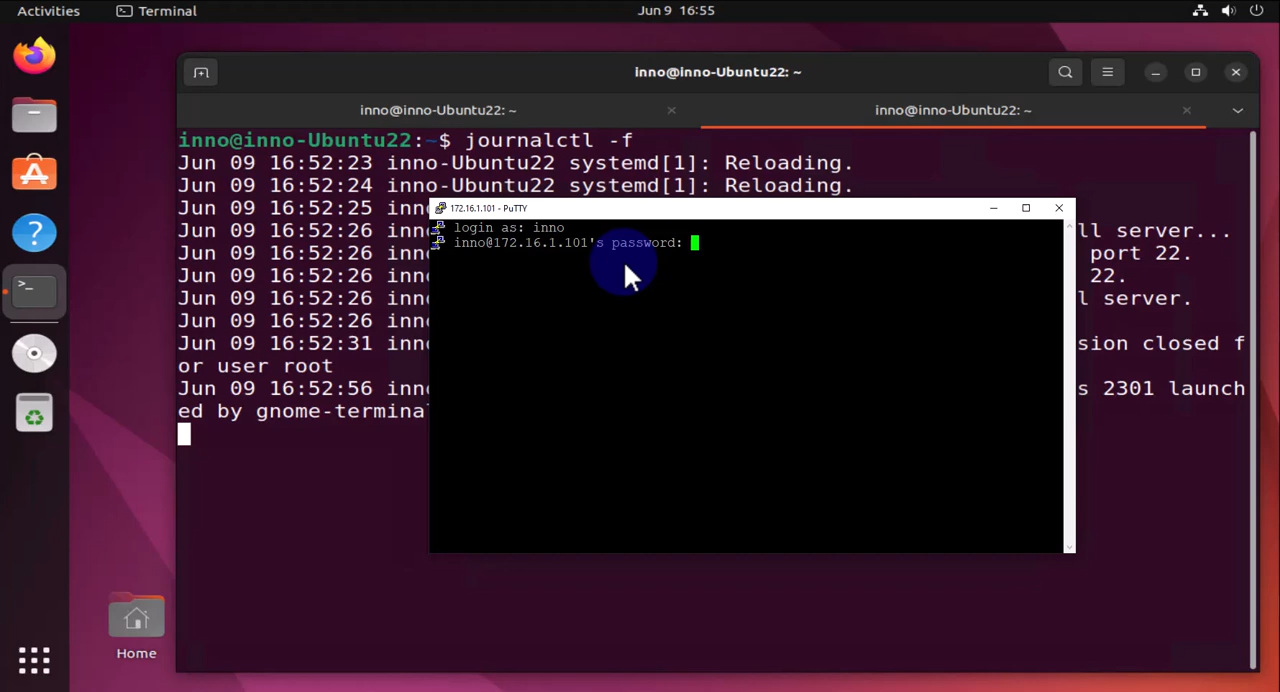 Activities Terminal Jun 9 16:55
inno@inno-Ubuntu22: ~
inno@inno-Ubuntu22: ~ inno@inno-Ubuntu22: ~
inno@inno-Ubuntu22:~$ journalctl -f
Jun 09 16:52:23 inno-Ubuntu22 systemd[1]: Reloading.
Jun 09 16:52:24 inno-Ubuntu22 systemd[1]: Reloading.
Jun 09 16:52:25 inno
172.16.1.101 - PuTTY
login as: inno
inno@172.16.1.101's password:
Jun 09 16:52:26 inno ll server...
Jun 09 16:52:26 inno port 22.
Jun 09 16:52:26 inno 22.
Jun 09 16:52:26 inno l server.
Jun 09 16:52:26 inno
Jun 09 16:52:31 inno sion closed f
or user root
Jun 09 16:52:56 inno s 2301 launch
ed by gnome-terminal
Home